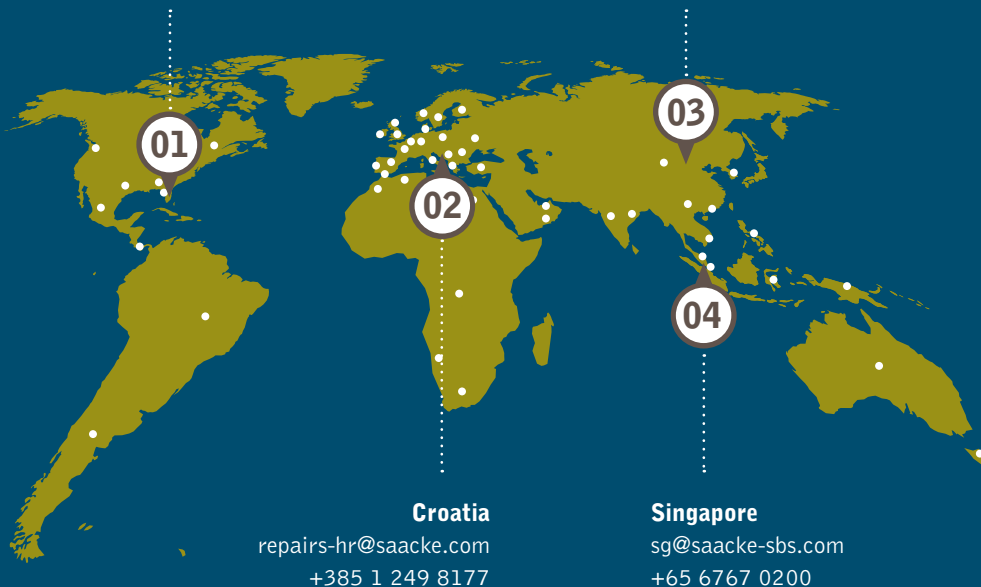 01
03
02
04
Croatia
repairs-hr@saacke.com
+385 1 249 8177
Singapore
sg@saacke-sbs.com
+65 6767 0200